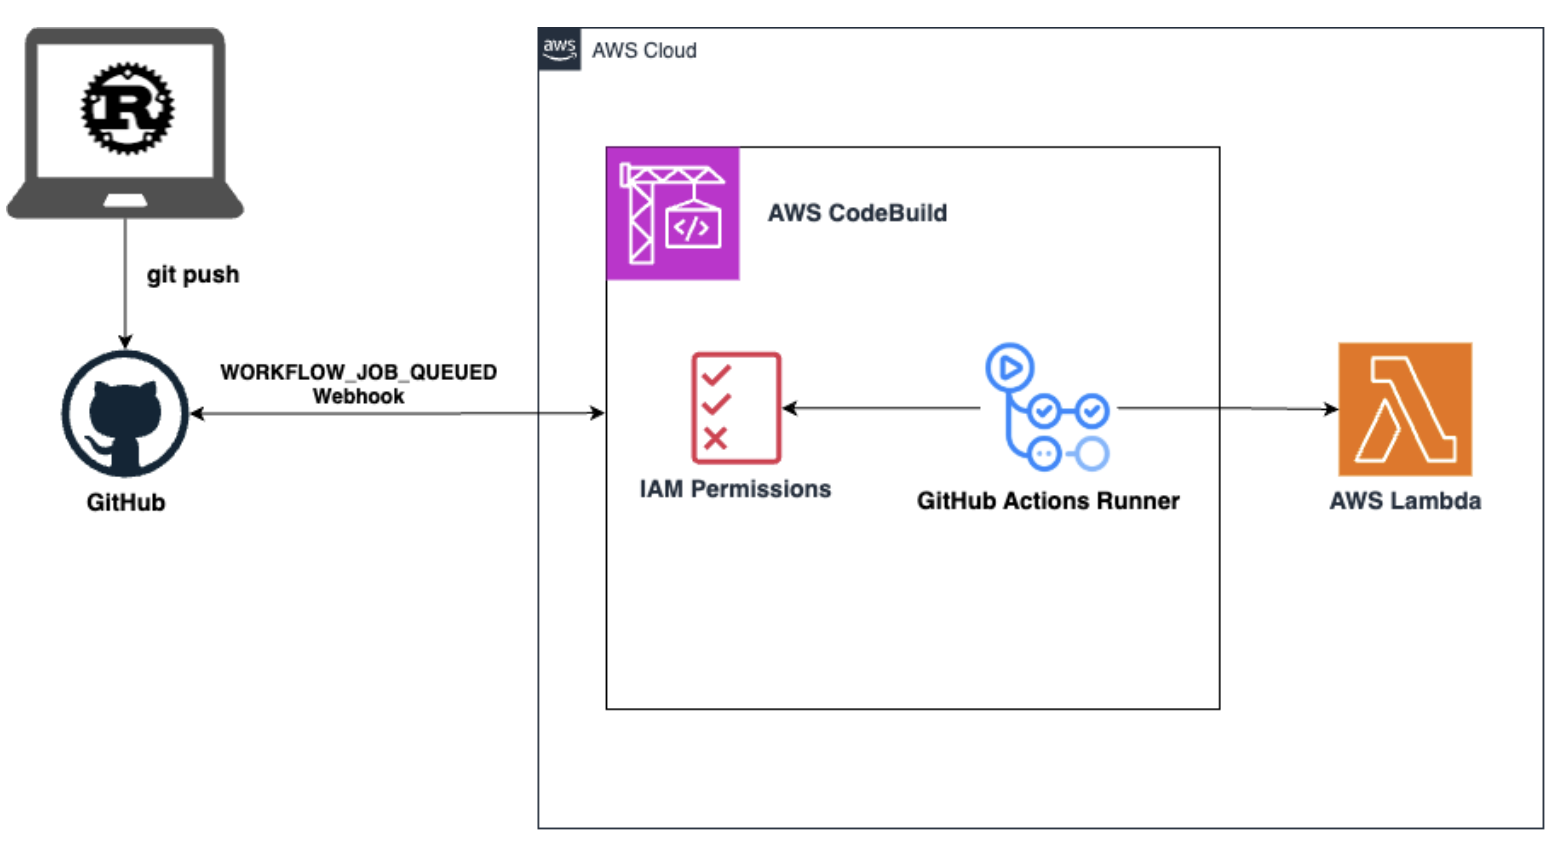 R
aws
AWS Cloud
</>
AWS CodeBuild
git push
WORKFLOW_JOB_QUEUED
Webhook
GitHub
IAM Permissions
GitHub Actions Runner
AWS Lambda